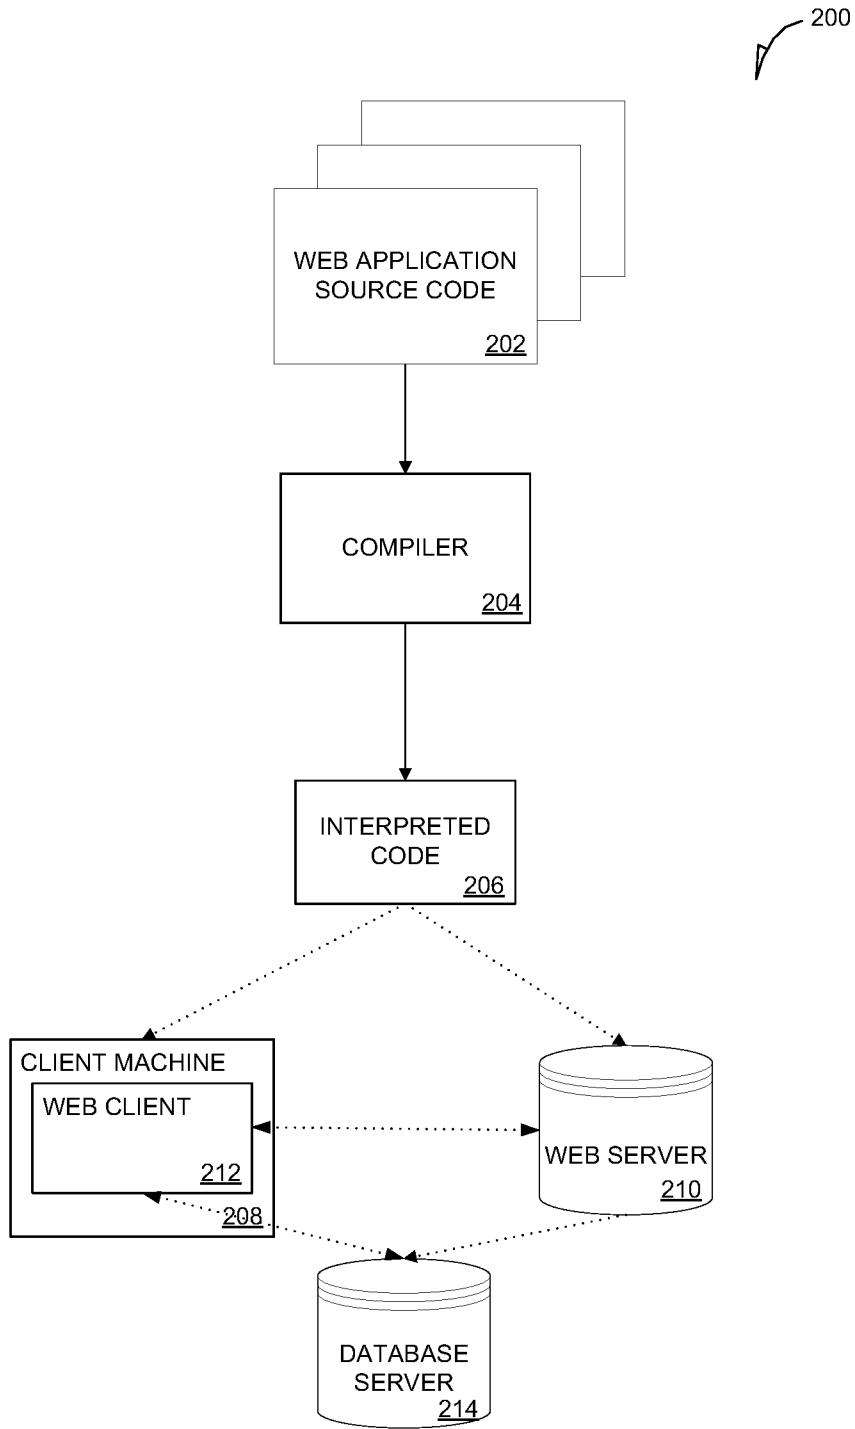 200
WEB APPLICATION
SOURCE CODE
202
COMPILER
204
INTERPRETED
CODE
206
CLIENT MACHINE
WEB CLIENT
212
208
WEB SERVER
210
DATABASE
SERVER
214